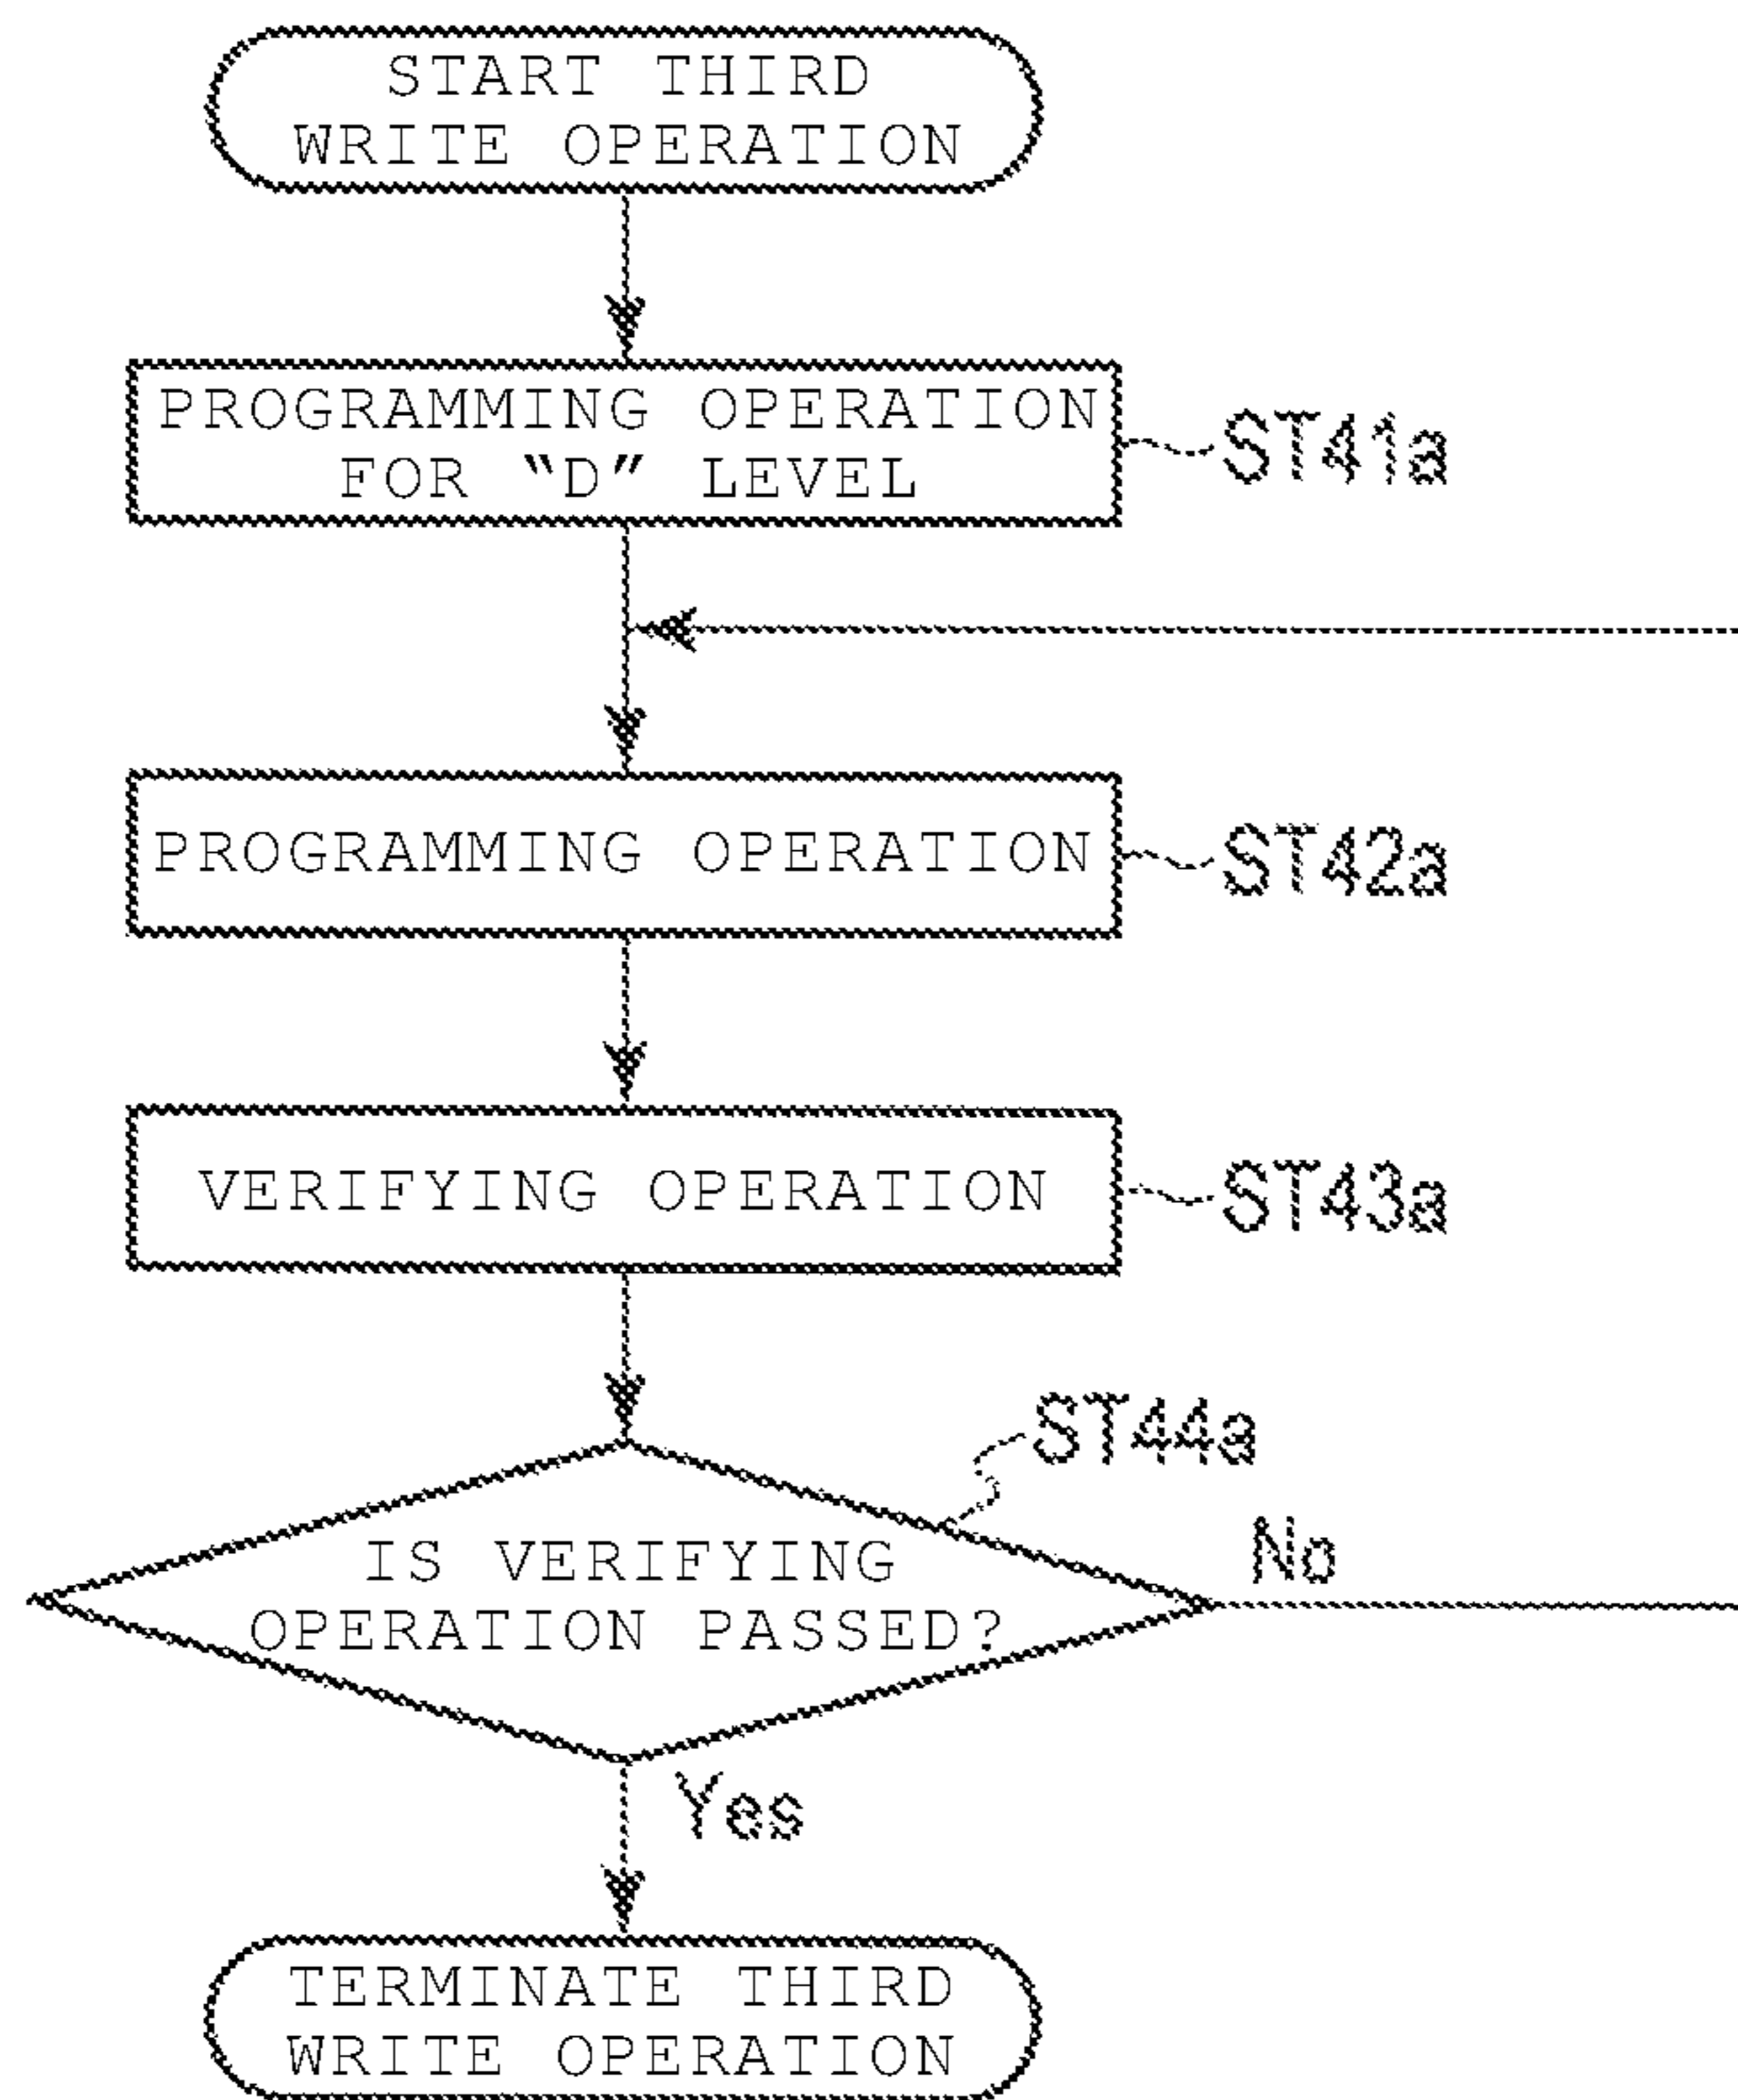 START THIRD
WRITE OPERATION
PROGRAMMING OPERATION
FOR “D” LEVEL
ST41a
PROGRAMMING OPERATION
ST42a
VERIFYING OPERATION
ST43a
ST44a
IS VERIFYING
OPERATION PASSED?
No
Yes
TERMINATE THIRD
WRITE OPERATION